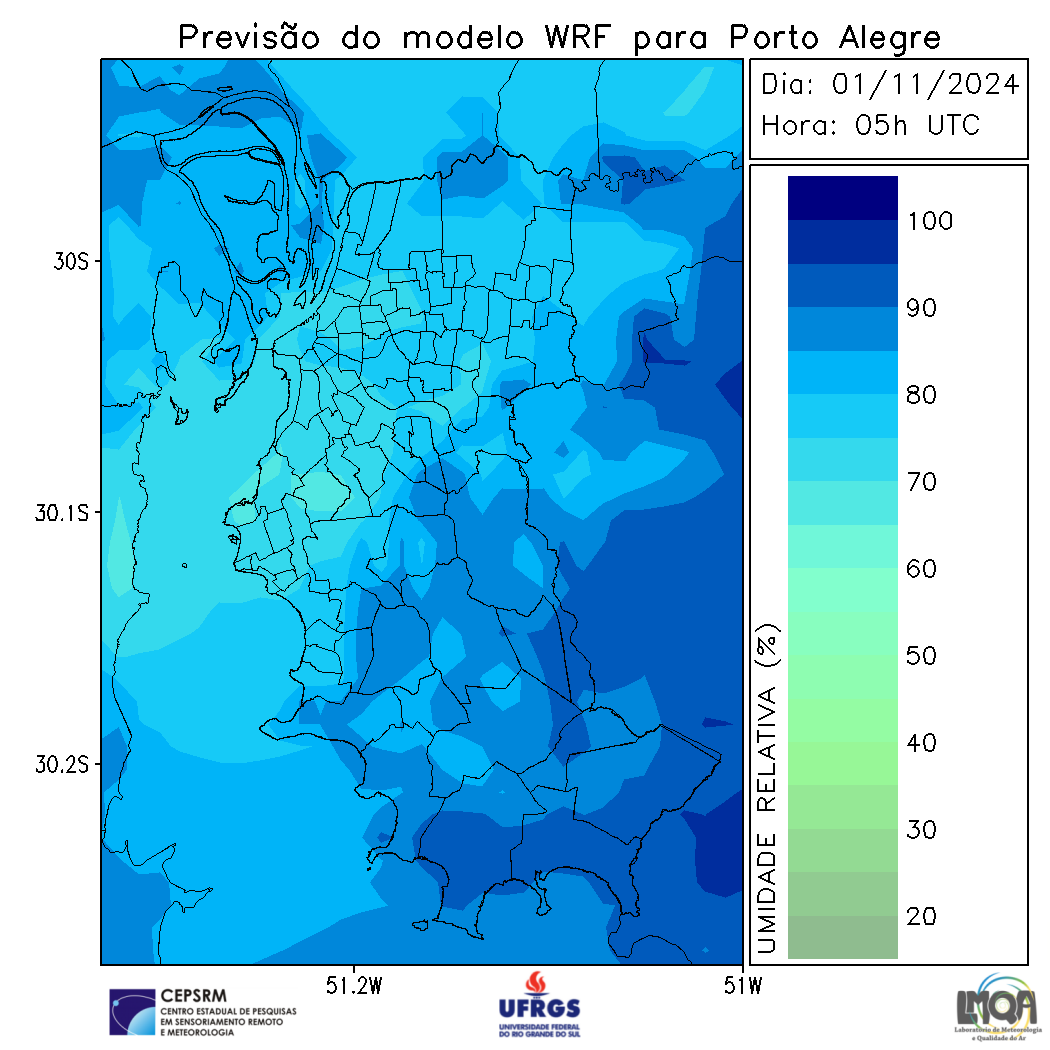 Previsão do modelo WRF para Porto Alegre
Dia: 01/11/2024
Hora: 05h UTC
30S
30.1S
30.2S
51.2W
51W
UMIDADE RELATIVA (%)
100
90
80
70
60
50
40
30
20
CEPSRM
CENTRO ESTADUAL DE PESQUISAS
EM SENSORIAMENTO REMOTO
E METEOROLOGIA
UFRGS
UNIVERSIDADE FEDERAL
DO RIO GRANDE DO SUL
LMQA
Laboratório de Meteorologia
e Qualidade do Ar